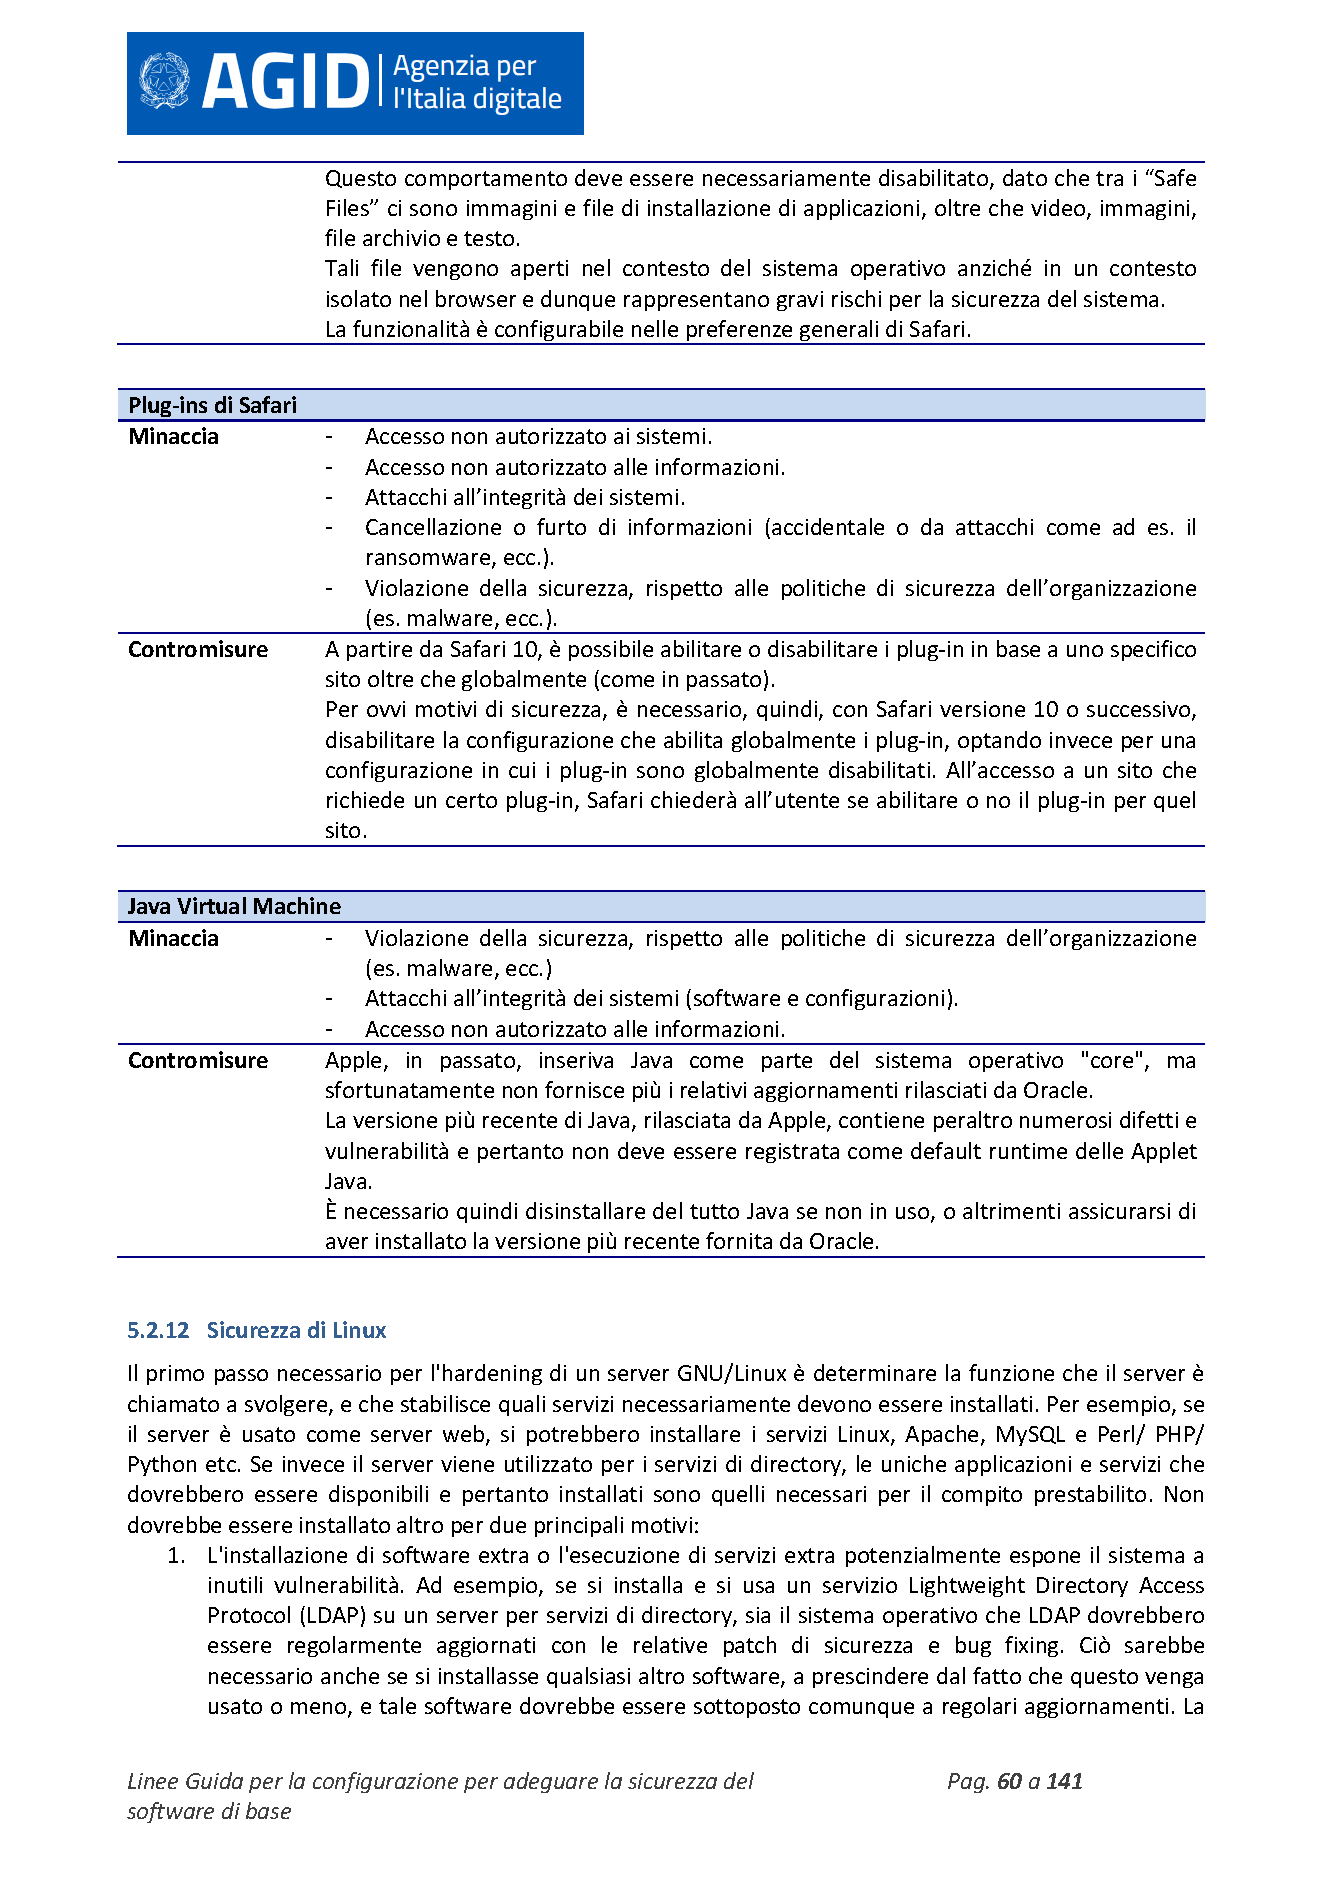 AGID Agenzia per
l'Italia digitale
Questo comportamento deve essere necessariamente disabilitato, dato che tra i “Safe
Files” ci sono immagini e file di installazione di applicazioni, oltre che video, immagini,
file archivio e testo.
Tali file vengono aperti nel contesto del sistema operativo anziché in un contesto
isolato nel browser e dunque rappresentano gravi rischi per la sicurezza del sistema.
La funzionalità è configurabile nelle preferenze generali di Safari.
Plug-ins di Safari
Minaccia - Accesso non autorizzato ai sistemi.
- Accesso non autorizzato alle informazioni.
- Attacchi all’integrità dei sistemi.
- Cancellazione o furto di informazioni (accidentale o da attacchi come ad es. il
ransomware, ecc.).
- Violazione della sicurezza, rispetto alle politiche di sicurezza dell’organizzazione
(es. malware, ecc.).
Contromisure A partire da Safari 10, è possibile abilitare o disabilitare i plug-in in base a uno specifico
sito oltre che globalmente (come in passato).
Per ovvi motivi di sicurezza, è necessario, quindi, con Safari versione 10 o successivo,
disabilitare la configurazione che abilita globalmente i plug-in, optando invece per una
configurazione in cui i plug-in sono globalmente disabilitati. All’accesso a un sito che
richiede un certo plug-in, Safari chiederà all’utente se abilitare o no il plug-in per quel
sito.
Java Virtual Machine
Minaccia - Violazione della sicurezza, rispetto alle politiche di sicurezza dell’organizzazione
(es. malware, ecc.)
- Attacchi all’integrità dei sistemi (software e configurazioni).
- Accesso non autorizzato alle informazioni.
Contromisure Apple, in passato, inseriva Java come parte del sistema operativo "core", ma
sfortunatamente non fornisce più i relativi aggiornamenti rilasciati da Oracle.
La versione più recente di Java, rilasciata da Apple, contiene peraltro numerosi difetti e
vulnerabilità e pertanto non deve essere registrata come default runtime delle Applet
Java.
È necessario quindi disinstallare del tutto Java se non in uso, o altrimenti assicurarsi di
aver installato la versione più recente fornita da Oracle.
5.2.12 Sicurezza di Linux
Il primo passo necessario per l'hardening di un server GNU/Linux è determinare la funzione che il server è
chiamato a svolgere, e che stabilisce quali servizi necessariamente devono essere installati. Per esempio, se
il server è usato come server web, si potrebbero installare i servizi Linux, Apache, MySQL e Perl/ PHP/
Python etc. Se invece il server viene utilizzato per i servizi di directory, le uniche applicazioni e servizi che
dovrebbero essere disponibili e pertanto installati sono quelli necessari per il compito prestabilito. Non
dovrebbe essere installato altro per due principali motivi:
1. L'installazione di software extra o l'esecuzione di servizi extra potenzialmente espone il sistema a
inutili vulnerabilità. Ad esempio, se si installa e si usa un servizio Lightweight Directory Access
Protocol (LDAP) su un server per servizi di directory, sia il sistema operativo che LDAP dovrebbero
essere regolarmente aggiornati con le relative patch di sicurezza e bug fixing. Ciò sarebbe
necessario anche se si installasse qualsiasi altro software, a prescindere dal fatto che questo venga
usato o meno, e tale software dovrebbe essere sottoposto comunque a regolari aggiornamenti. La
Linee Guida per la configurazione per adeguare la sicurezza del Pag. 60 a 141
software di base